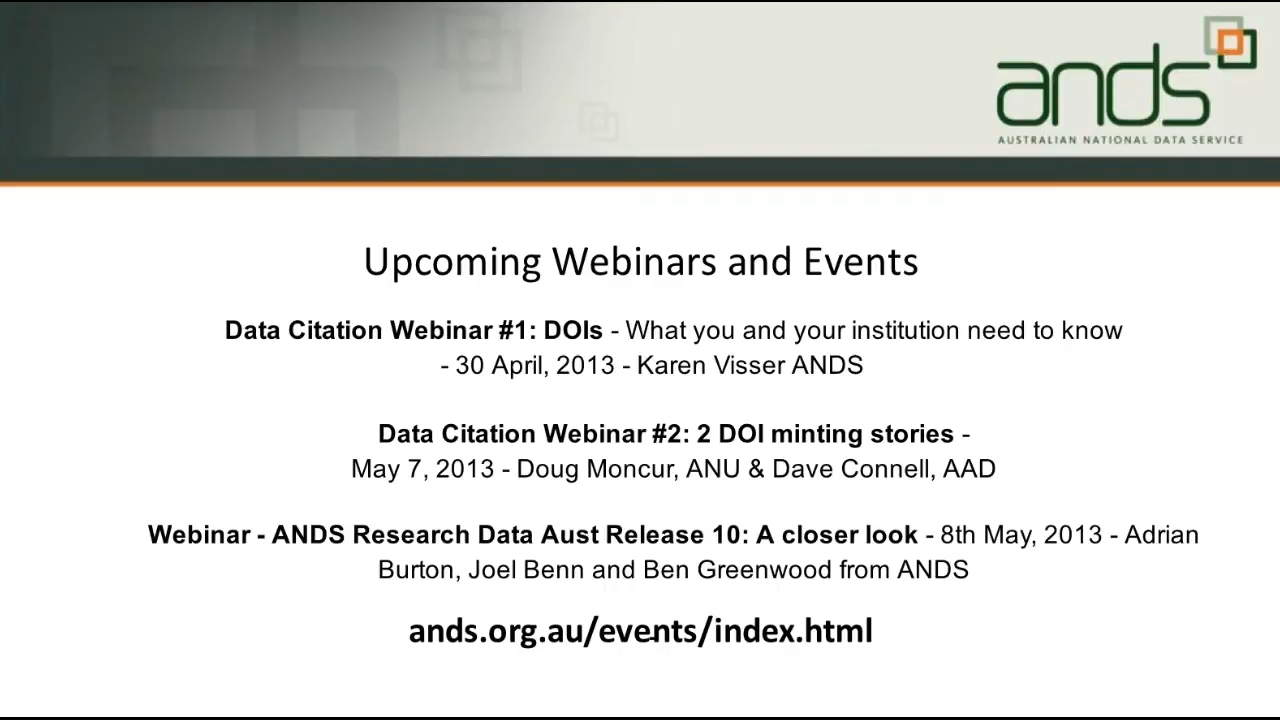 ands
AUSTRALIAN NATIONAL DATA SERVICE
Upcoming Webinars and Events
Data Citation Webinar #1: DOIs - What you and your institution need to know
- 30 April, 2013 - Karen Visser ANDS
Data Citation Webinar #2: 2 DOI minting stories -
May 7, 2013 - Doug Moncur, ANU & Dave Connell, AAD
Webinar - ANDS Research Data Aust Release 10: A closer look - 8th May, 2013 - Adrian
Burton, Joel Benn and Ben Greenwood from ANDS
ands.org.au/events/index.html